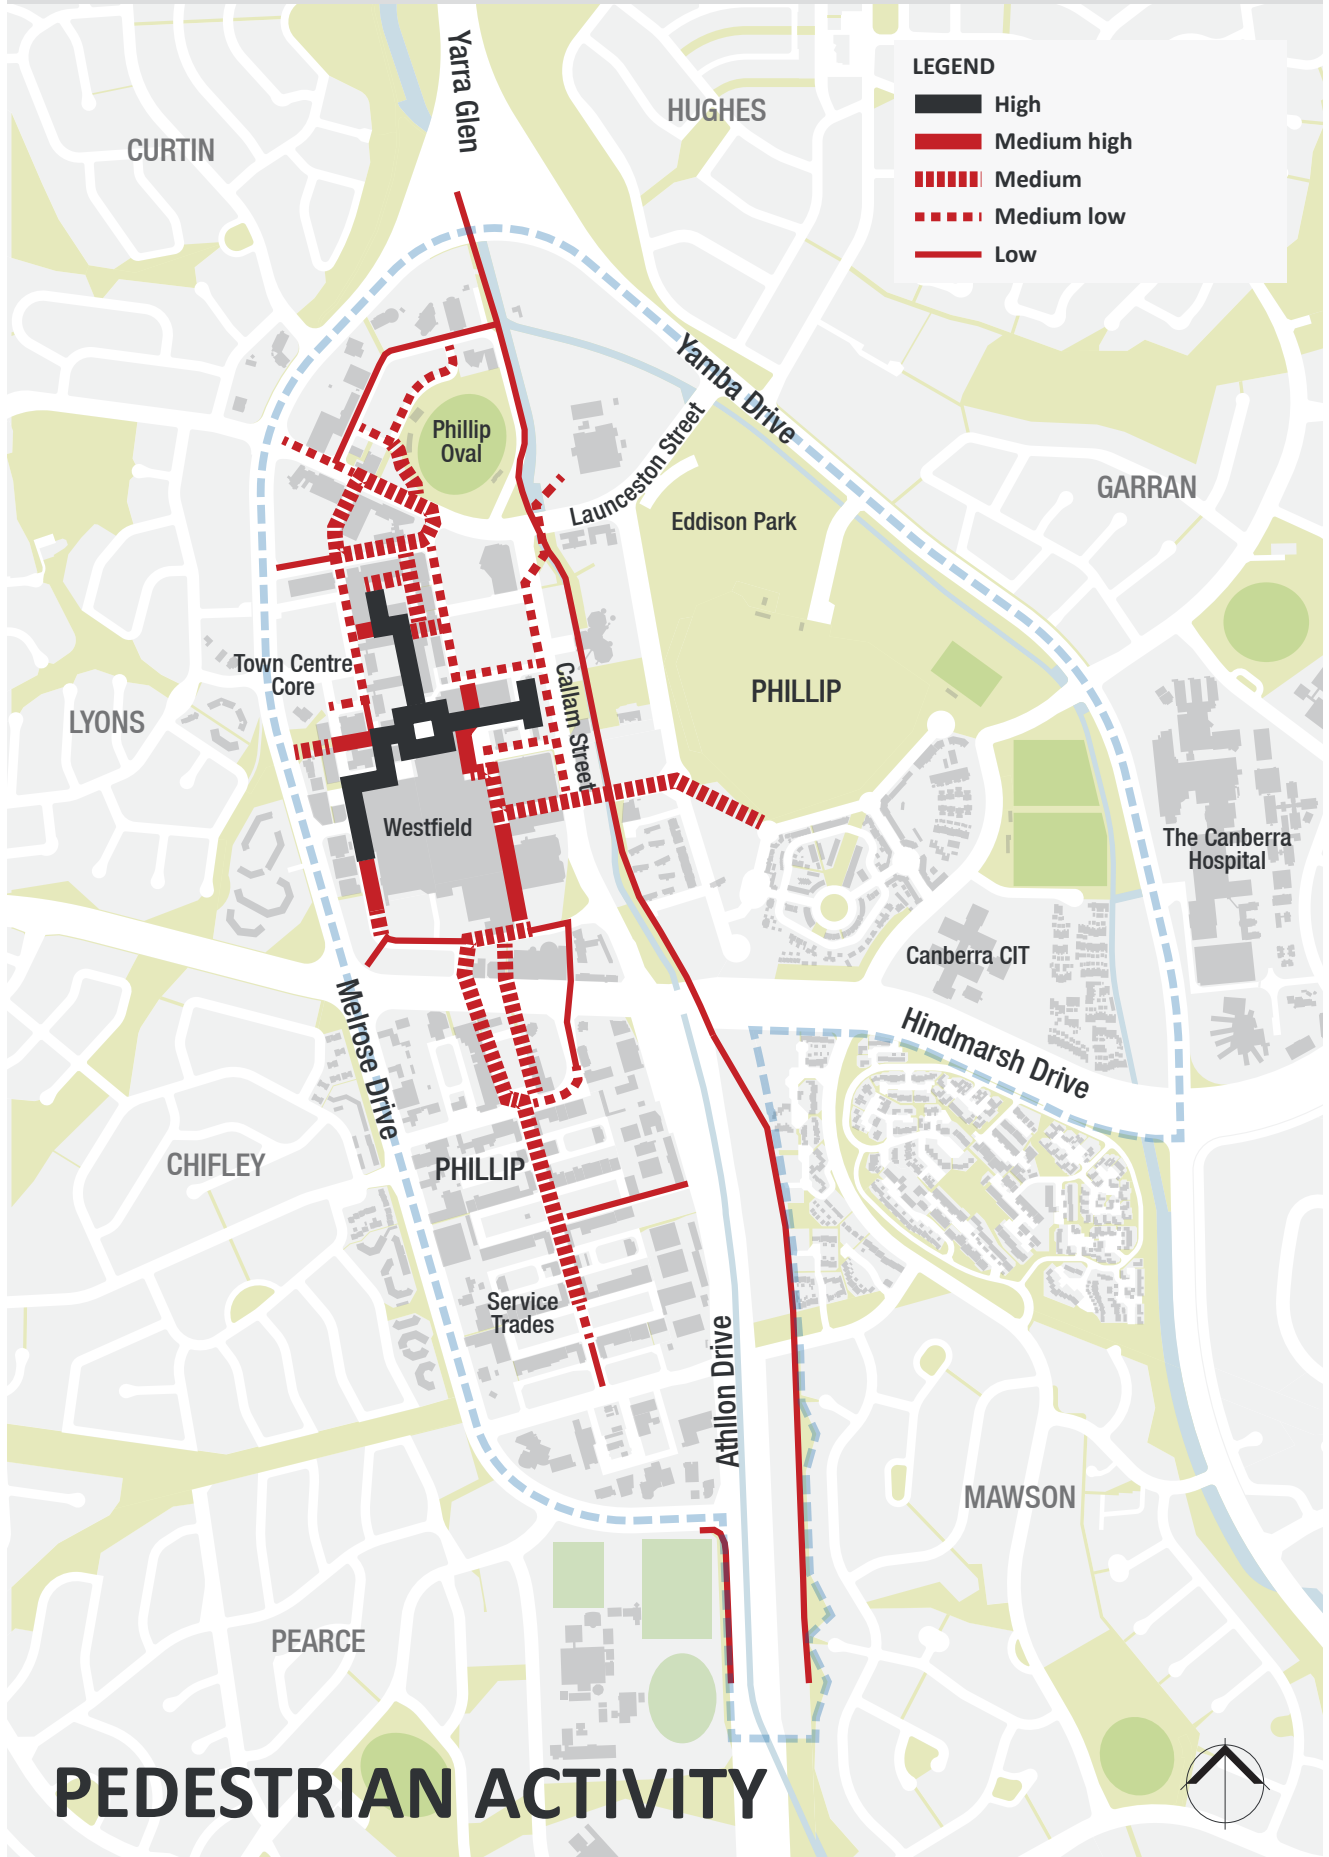 Yarra Glen
HUGHES
CURTIN
LEGEND
High
Medium high
Medium
Medium low
Low
Yamba Drive
Phillip
Oval
Launceston Street
GARRAN
Eddison Park
Town Centre
Core
Callam Street
PHILLIP
LYONS
Westfield
The Canberra
Hospital
Canberra CIT
Melrose Drive
Hindmarsh Drive
CHIFLEY
PHILLIP
Service
Trades
Athllon Drive
MAWSON
PEARCE
PEDESTRIAN ACTIVITY